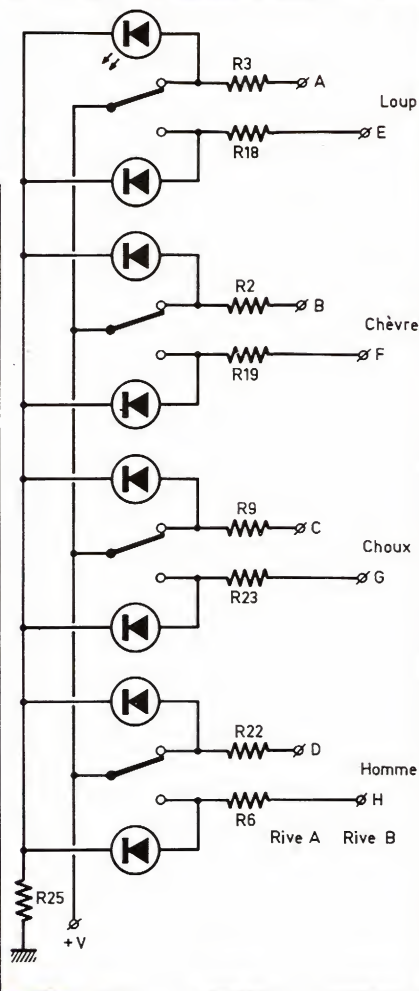 R3
A
Loup
E
R18
R2
B
Chèvre
F
R19
R9
C
Choux
G
R23
R22
D
Homme
H
R6
Rive A Rive B
R25
+V